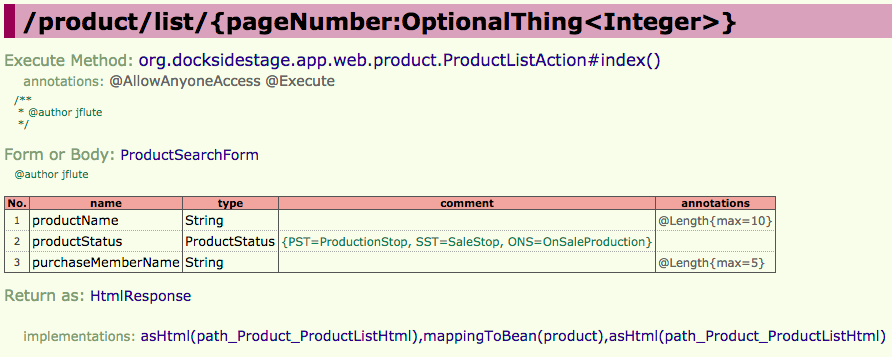 /product/list/{pageNumber:OptionalThing<Integer>}
Execute Method: org.docksidestage.app.web.product.ProductListAction#index()
annotations: @AllowAnyoneAccess @Execute
/**
* @author jflute
*/
Form or Body: ProductSearchForm
@author jflute
No. name type comment annotations
1 productName String @Length{max=10}
2 productStatus ProductStatus {PST=ProductionStop, SST=SaleStop, ONS=OnSaleProduction}
3 purchaseMemberName String @Length{max=5}
Return as: HtmlResponse
implementations: asHtml(path_Product_ProductListHtml),mappingToBean(product),asHtml(path_Product_ProductListHtml)